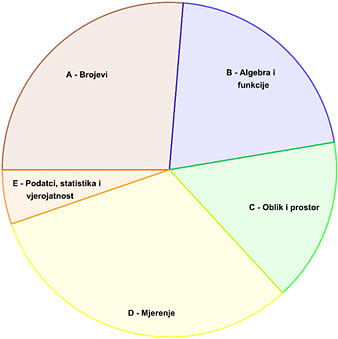 A - Brojevi
B - Algebra i
funkcije
C - Oblik i prostor
D - Mjerenje
E - Podatci, statistika i
vjerojatnost